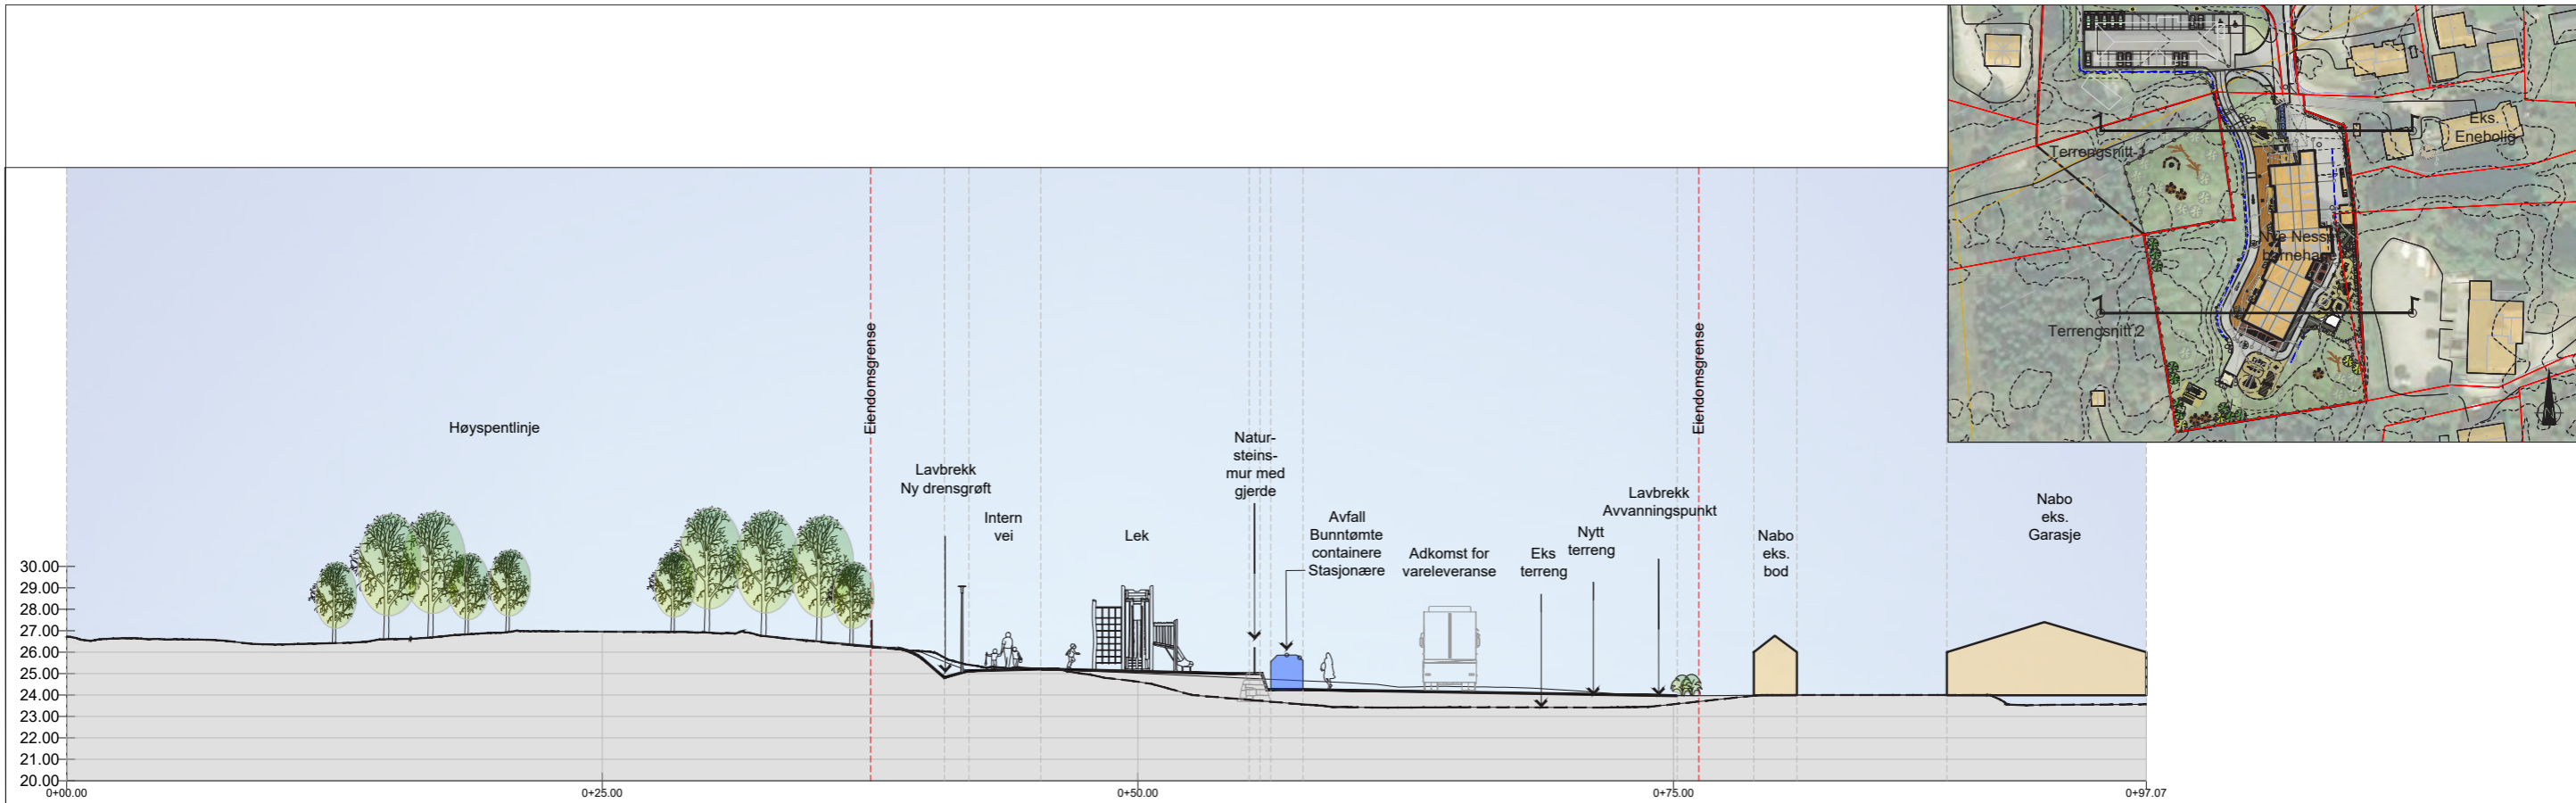 Eks.
Enebolig
Terrengsnitt-1
Nye Ness
barnehage
Terrengsnitt 2
Eiendomsgrense
Eiendomsgrense
Høyspentlinje
Lavbrekk
Ny drensgrøft
Intern
vei
Lek
Natur-
steins-
mur med
gjerde
Avfall
Bunntømte
containere
Stasjonære
Adkomst for
vareleveranse
Eks
terreng
Nytt
terreng
Lavbrekk
Avvanningspunkt
Nabo
eks.
bod
Nabo
eks.
Garasje
30.00
29.00
28.00
27.00
26.00
25.00
24.00
23.00
22.00
21.00
20.00
0+00.00
0+25.00
0+50.00
0+75.00
0+97.07